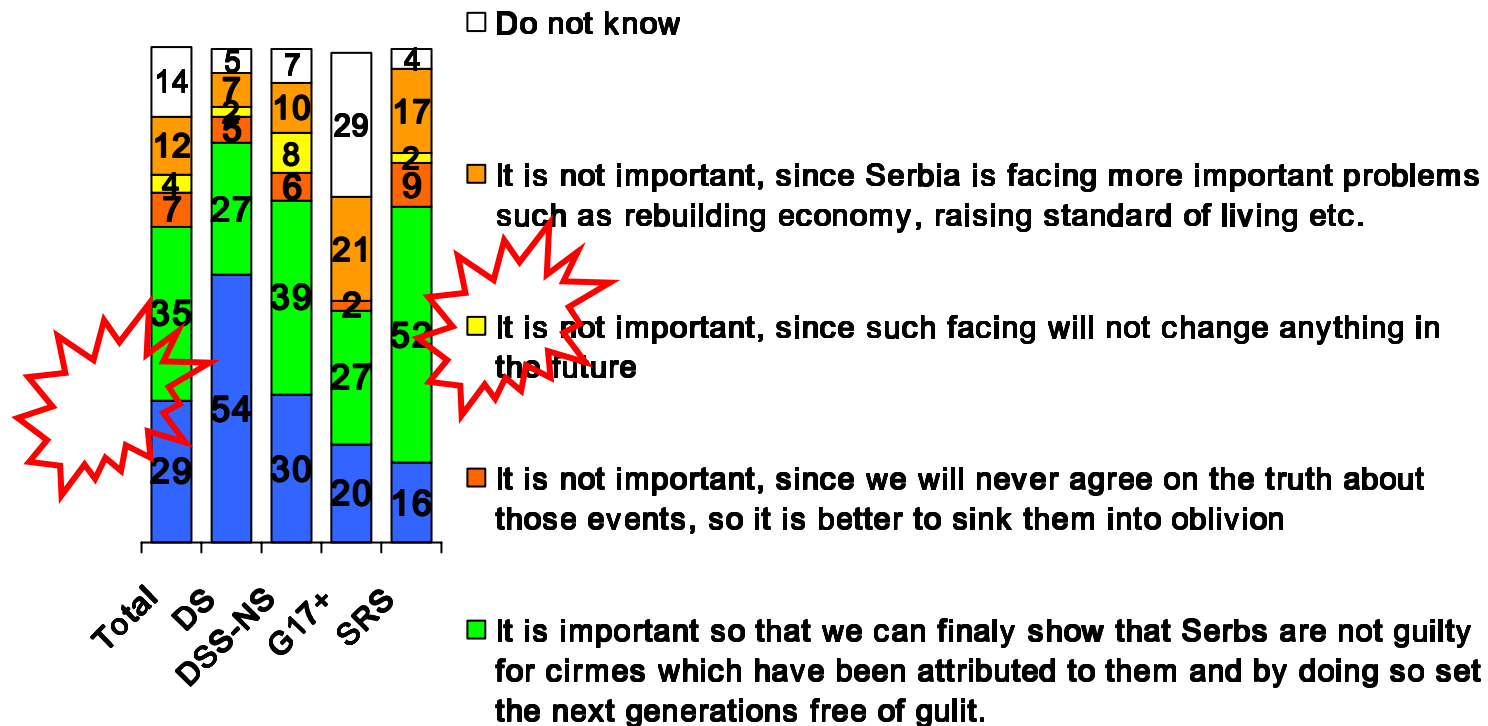 Do not know
It is not important, since Serbia is facing more important problems
such as rebuilding economy, raising standard of living etc.
It is not important, since such facing will not change anything in
the future
It is not important, since we will never agree on the truth about
those events, so it is better to sink them into oblivion
It is important so that we can finaly show that Serbs are not guilty
for cirmes which have been attributed to them and by doing so set
the next generations free of gulit.
14
12
4
7
35
29
5
7
2
5
27
54
7
10
8
6
39
30
29
21
2
27
20
4
17
2
9
52
16
Total
DS
DSS-NS
G17+
SRS